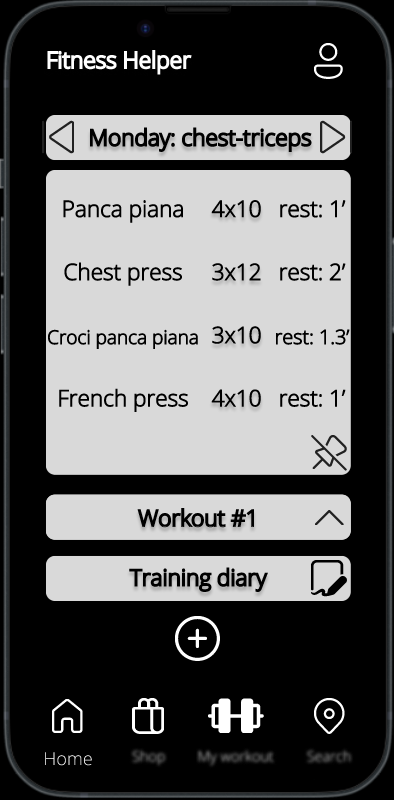 Fitness Helper
Monday: chest-triceps
Panca piana 4x10 rest: 1’
Chest press 3x12 rest: 2’
Croci panca piana 3x10 rest: 1.3’
French press 4x10 rest: 1’
Workout #1
Training diary
Home Shop My workout Search